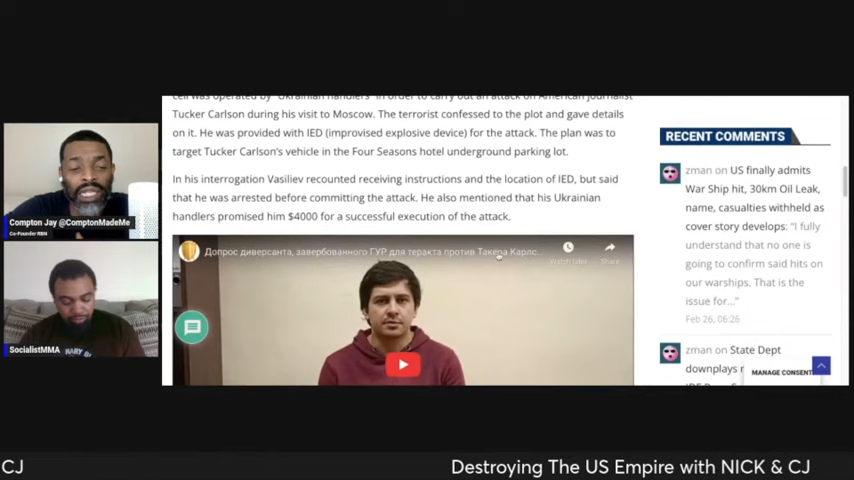 cell was operated by "Ukrainian handlers" in order to carry out an attack on American journalist
Tucker Carlson during his visit to Moscow. The terrorist confessed to the plot and gave details
on it. He was provided with IED (improvised explosive device) for the attack. The plan was to
target Tucker Carlson's vehicle in the Four Seasons hotel underground parking lot.
In his interrogation Vasiliev recounted receiving instructions and the location of IED, but said
that he was arrested before committing the attack. He also mentioned that his Ukrainian
handlers promised him $4000 for a successful execution of the attack.
Допрос диверсанта, завербованного ГУР для теракта против Такера Карлс...
Watch later
Share
RECENT COMMENTS
zman on US finally admits
War Ship hit, 30km Oil Leak,
name, casualties withheld as
cover story develops: "I fully
understand that no one is
going to confirm said hits on
our warships. That is the
issue for..."
Feb 26, 06:26
zman on State Dept
downplays
MANAGE CONSENT
Compton Jay @ComptonMadeMe
Co-Founder RBN
SocialistMMA
CJ
Destroying The US Empire with NICK & CJ